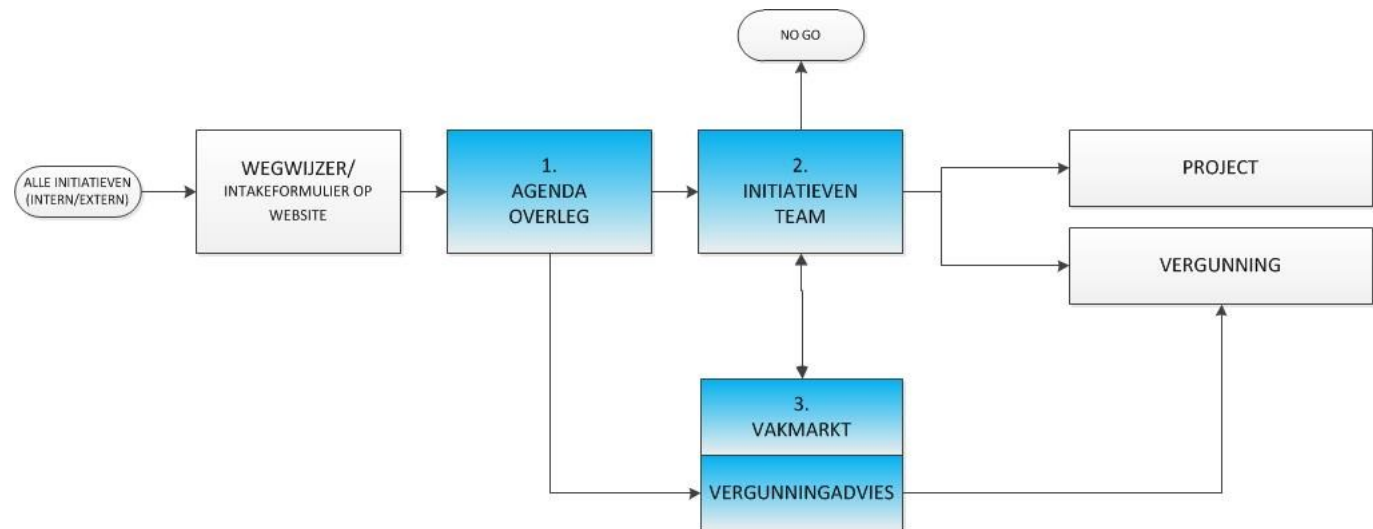 NO GO
ALLE INITIATIEVEN
(INTERN/EXTERN)
WEGWIJZER/
INTAKEFORMULIER OP
WEBSITE
1.
AGENDA
OVERLEG
2.
INITIATIEVEN
TEAM
PROJECT
VERGUNNING
3.
VAKMARKT
VERGUNNINGADVIES